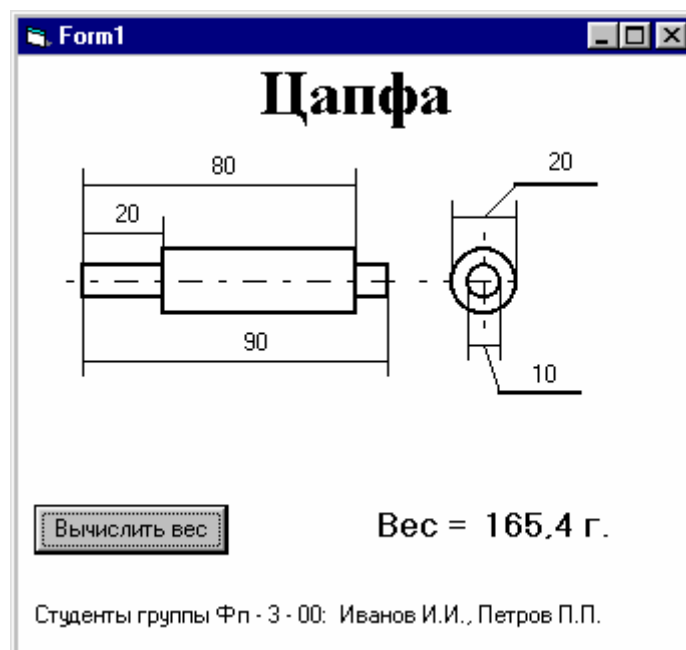 Form1
Цапфа
80
20
20
90
10
Вычислить вес
Вес = 165,4 г.
Студенты группы Фп - 3 - 00: Иванов И.И., Петров П.П.